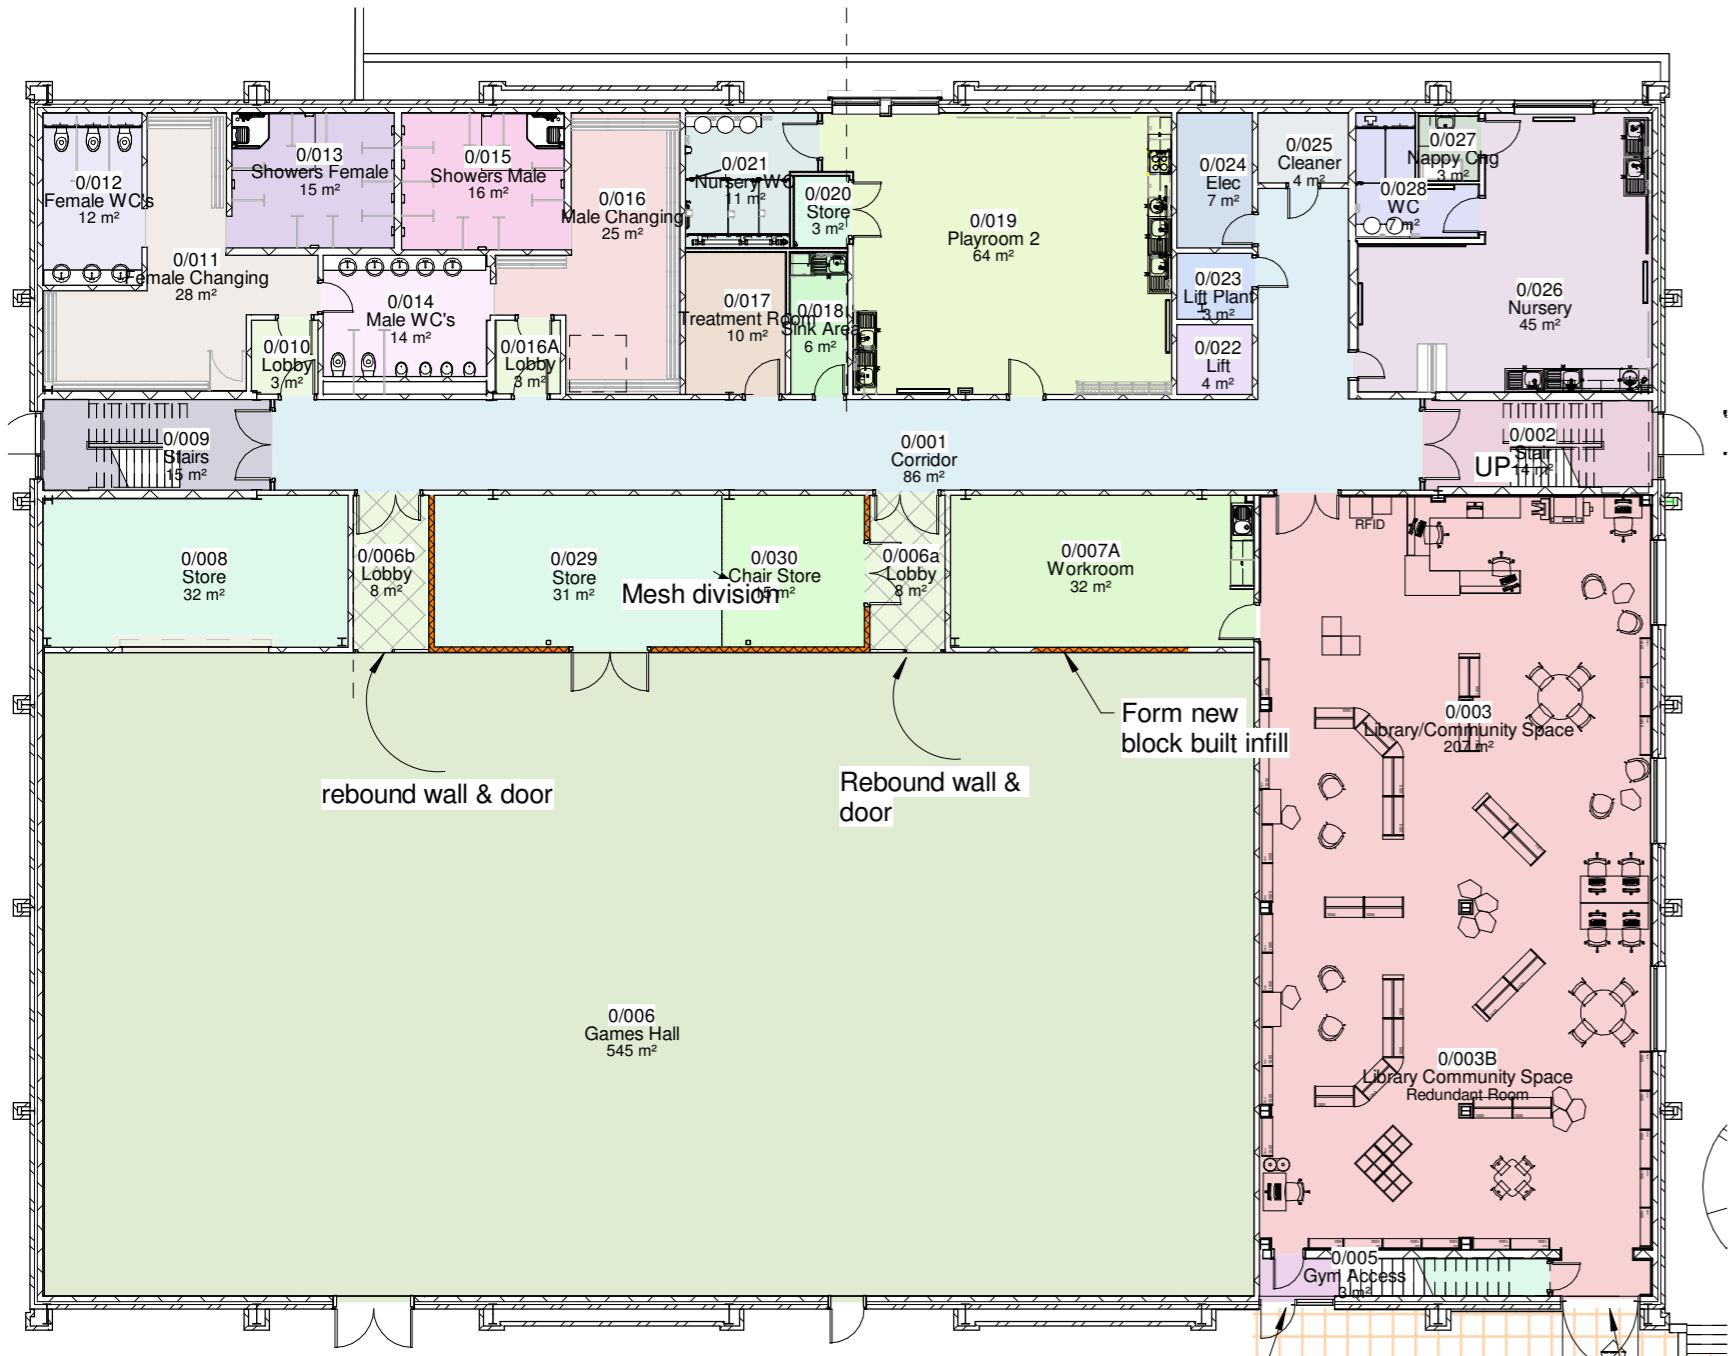 0/012
Female WC's
12 m²
0/011
Female Changing
28 m²
0/013
Showers Female
15 m²
0/015
Showers Male
16 m²
0/016
Male Changing
25 m²
0/014
Male WC's
14 m²
0/010
Lobby
3 m²
0/016A
Lobby
3 m²
0/021
Nursery WC
11 m²
0/020
Store
3 m²
0/017
Treatment Room
10 m²
0/018
Sink Area
6 m²
0/019
Playroom 2
64 m²
0/024
Elec
7 m²
0/025
Cleaner
4 m²
0/023
Lift Plant
3 m²
0/022
Lift
4 m²
0/027
Nappy Chg
3 m²
0/028
WC
7 m²
0/026
Nursery
45 m²
0/009
Stairs
15 m²
0/001
Corridor
86 m²
0/002
Stair
14 m²
UP
0/008
Store
32 m²
0/006b
Lobby
8 m²
0/029
Store
31 m²
0/030
Chair Store
15 m²
Mesh division
0/006a
Lobby
8 m²
0/007A
Workroom
32 m²
RFID
0/003
Library/Community Space
207 m²
Form new
block built infill
rebound wall & door
Rebound wall &
door
0/006
Games Hall
545 m²
0/003B
Library Community Space
Redundant Room
0/005
Gym Access
3 m²